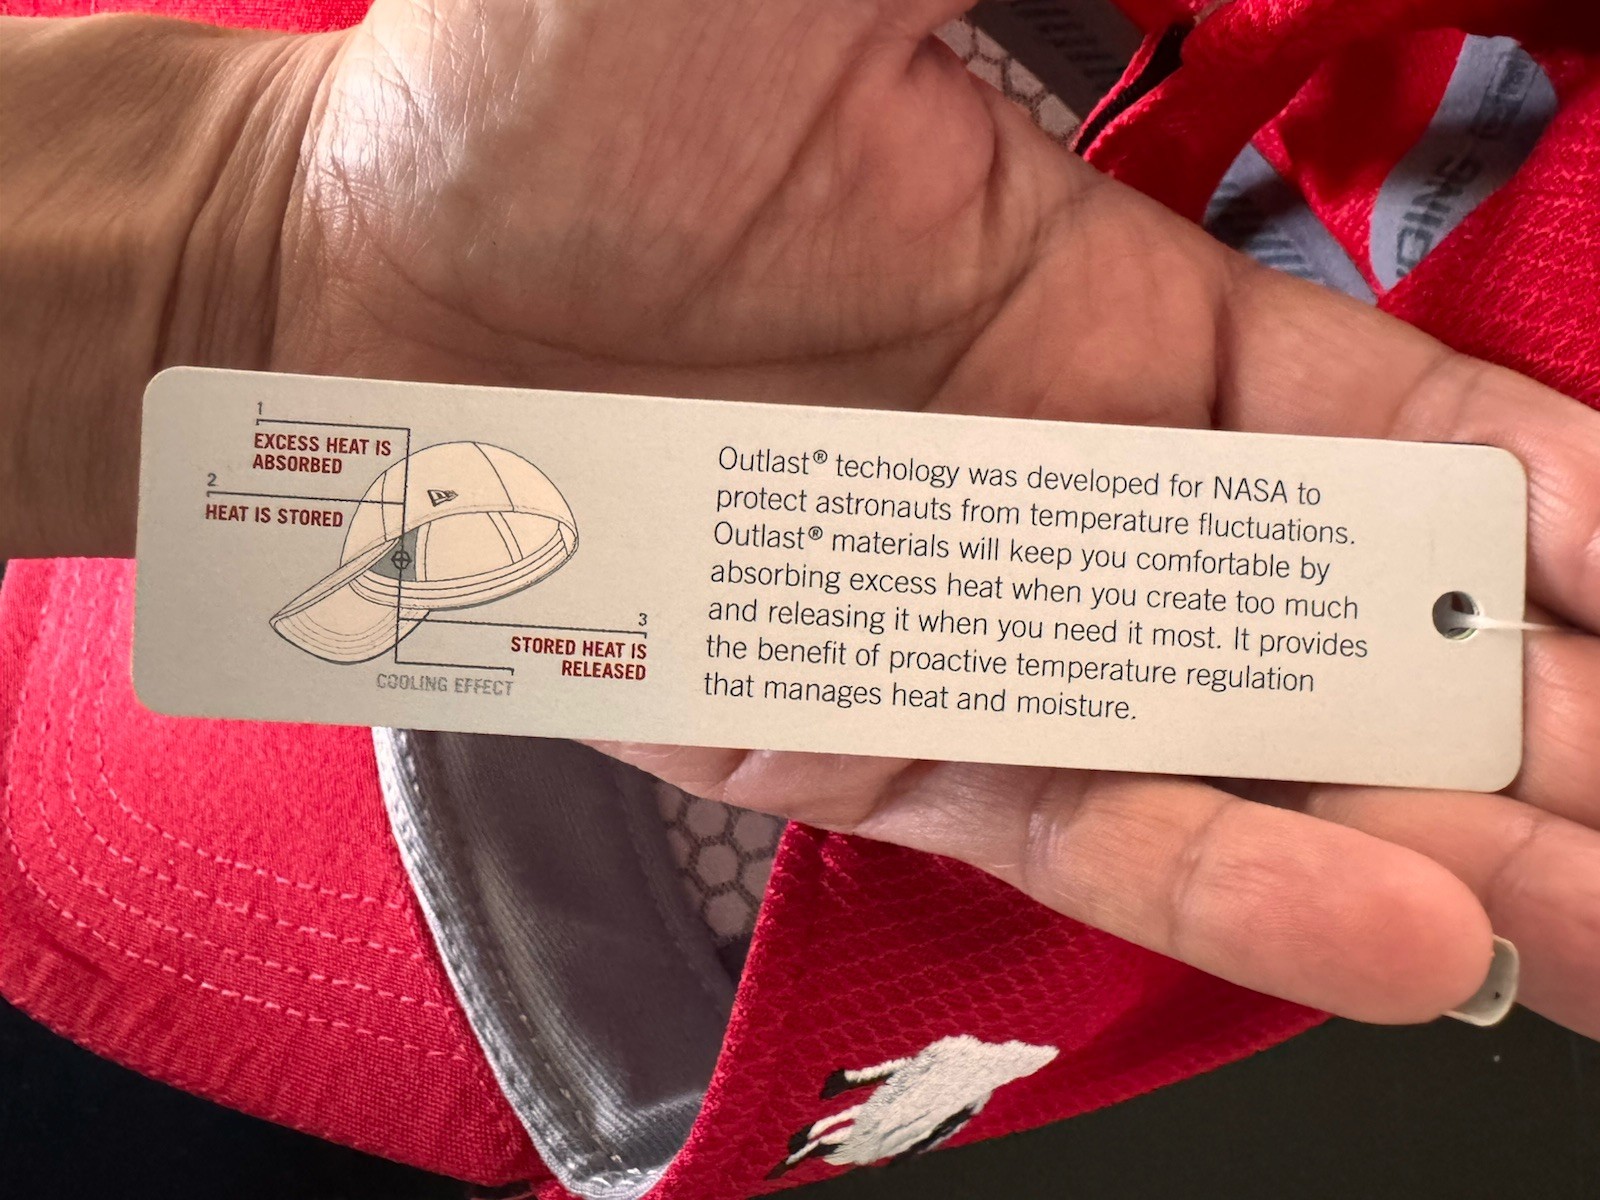 1
EXCESS HEAT IS
ABSORBED
2
HEAT IS STORED
3
STORED HEAT IS
RELEASED
COOLING EFFECT
Outlast® techology was developed for NASA to
protect astronauts from temperature fluctuations.
Outlast® materials will keep you comfortable by
absorbing excess heat when you create too much
and releasing it when you need it most. It provides
the benefit of proactive temperature regulation
that manages heat and moisture.